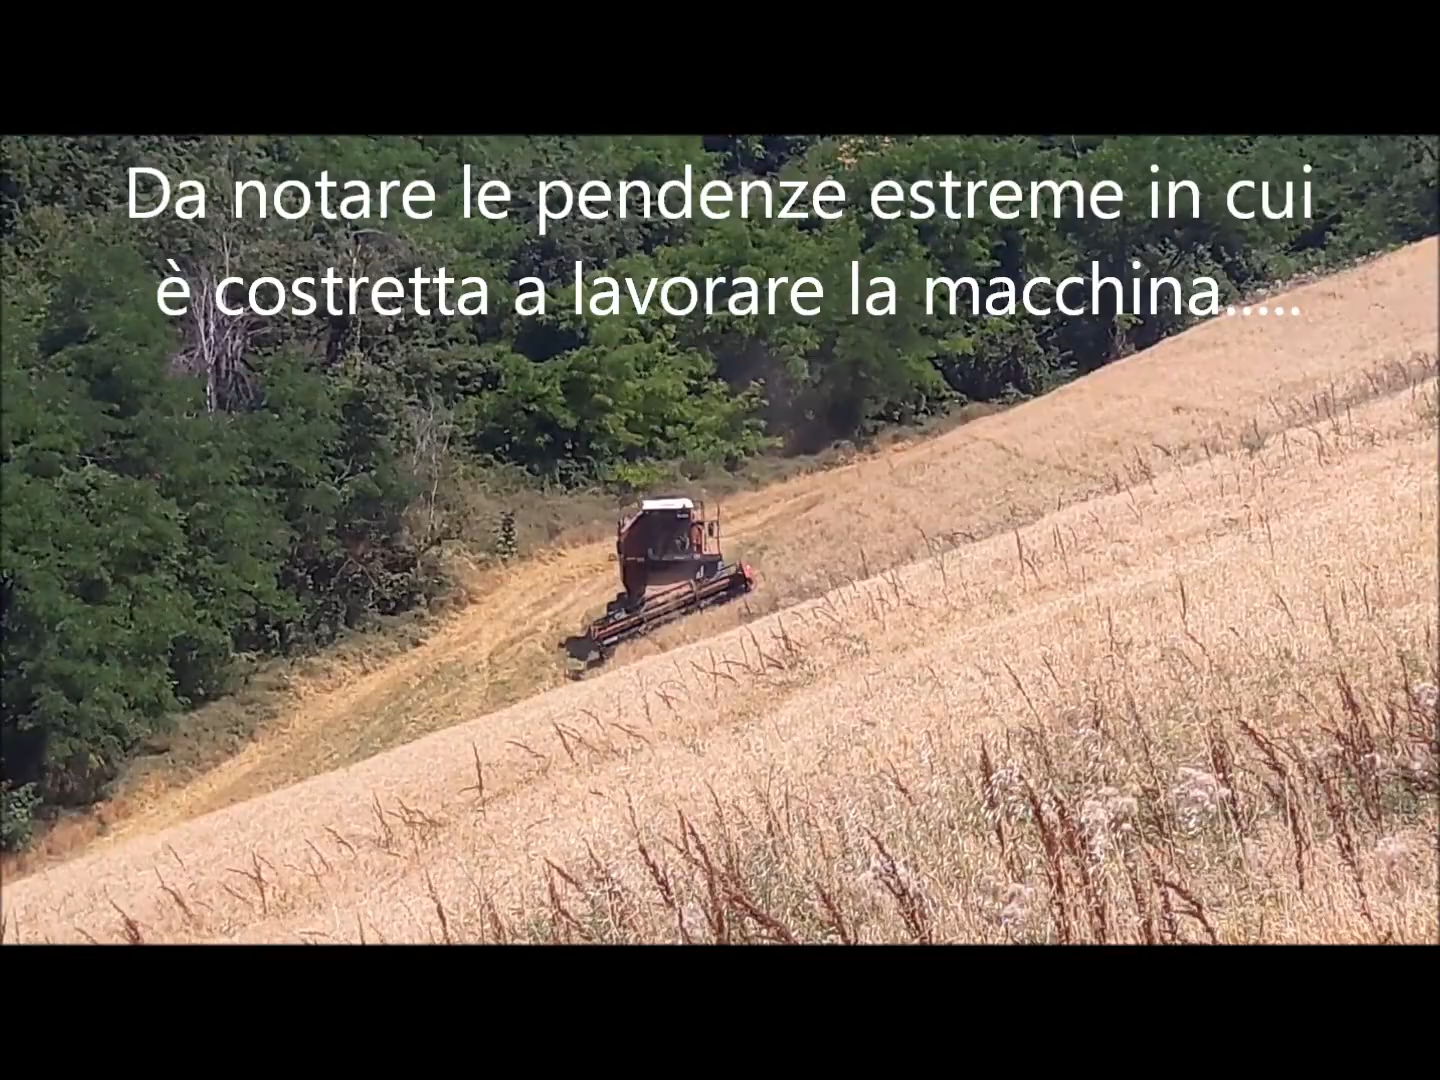 Da notare le pendenze estreme in cui
è costretta a lavorare la macchina.....